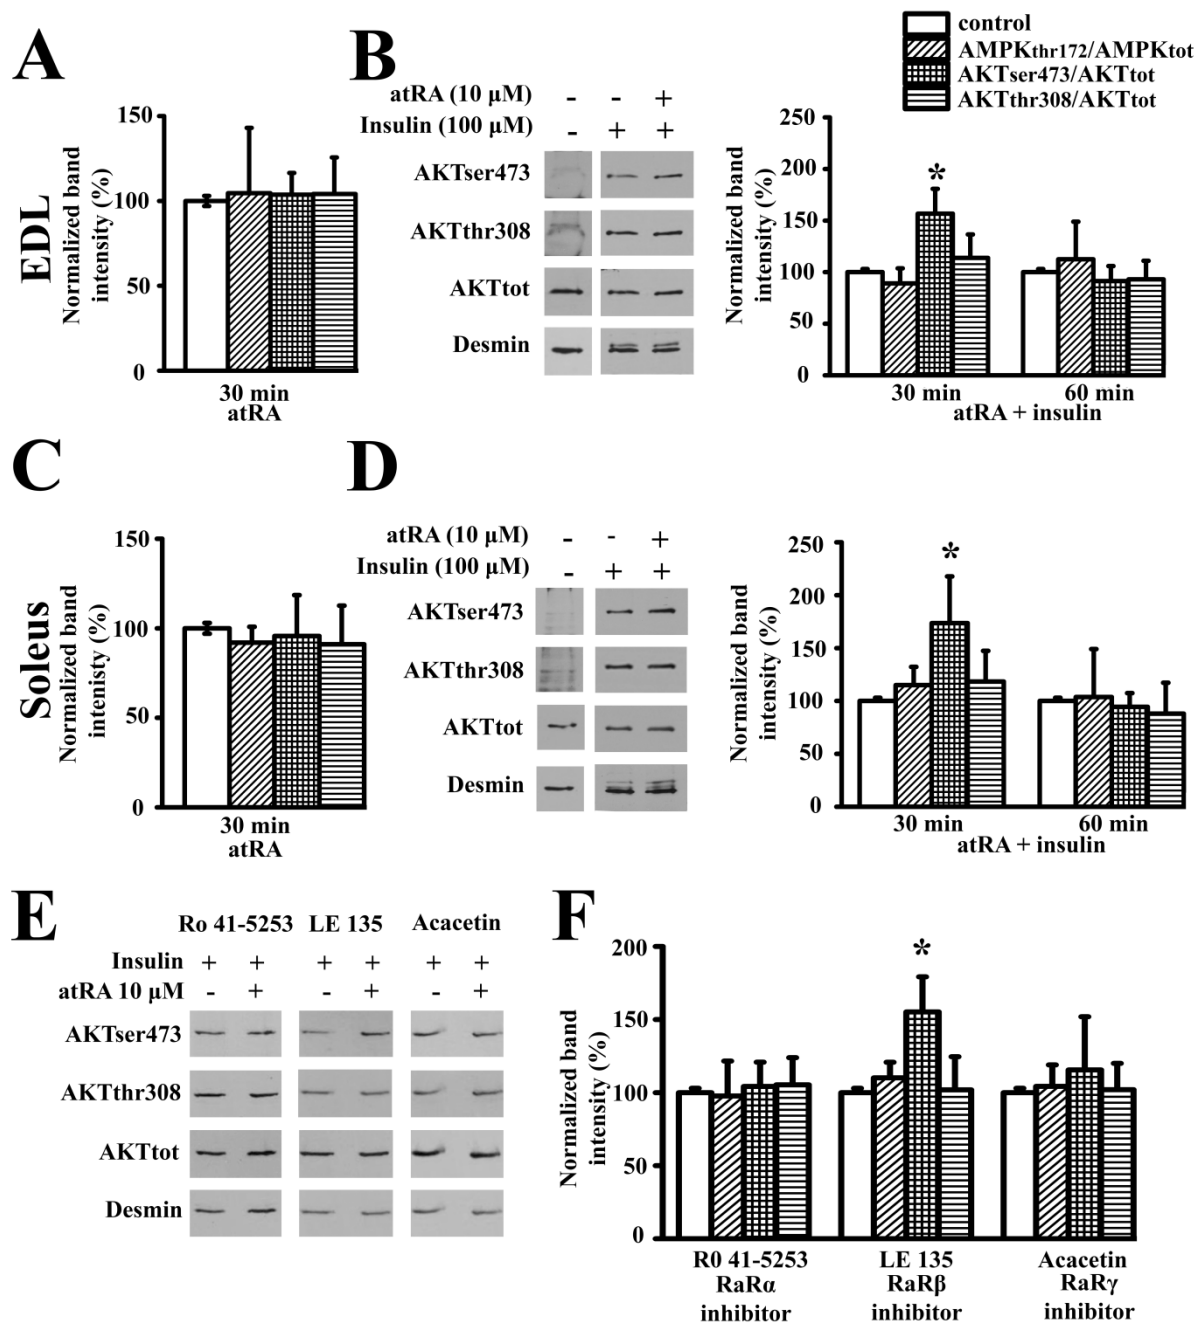 control
AMPKthr172/AMPKtot
AKTser473/AKTtot
AKTthr308/AKTtot
A
EDL
Normalized band
intensity (%)
150
100
50
0
30 min
atRA
B
atRA (10 µM) - - +
Insulin (100 µM) - + +
AKTser473
AKTthr308
AKTtot
Desmin
Normalized band
intensity (%)
250
200
150
100
50
0
*
30 min 60 min
atRA + insulin
C
Soleus
Normalized band
intenisty (%)
150
100
50
0
30 min
atRA
D
atRA (10 µM) - - +
Insulin (100 µM) - + +
AKTser473
AKTthr308
AKTtot
Desmin
Normalized band
intensity (%)
250
200
150
100
50
0
*
30 min 60 min
atRA + insulin
E
Ro 41-5253 LE 135 Acacetin
Insulin + + + + + +
atRA 10 µM - + - + - +
AKTser473
AKTthr308
AKTtot
Desmin
F
Normalized band
intensity (%)
200
150
100
50
0
*
R0 41-5253 LE 135 Acacetin
RaRα RaRβ RaRγ
inhibitor inhibitor inhibitor